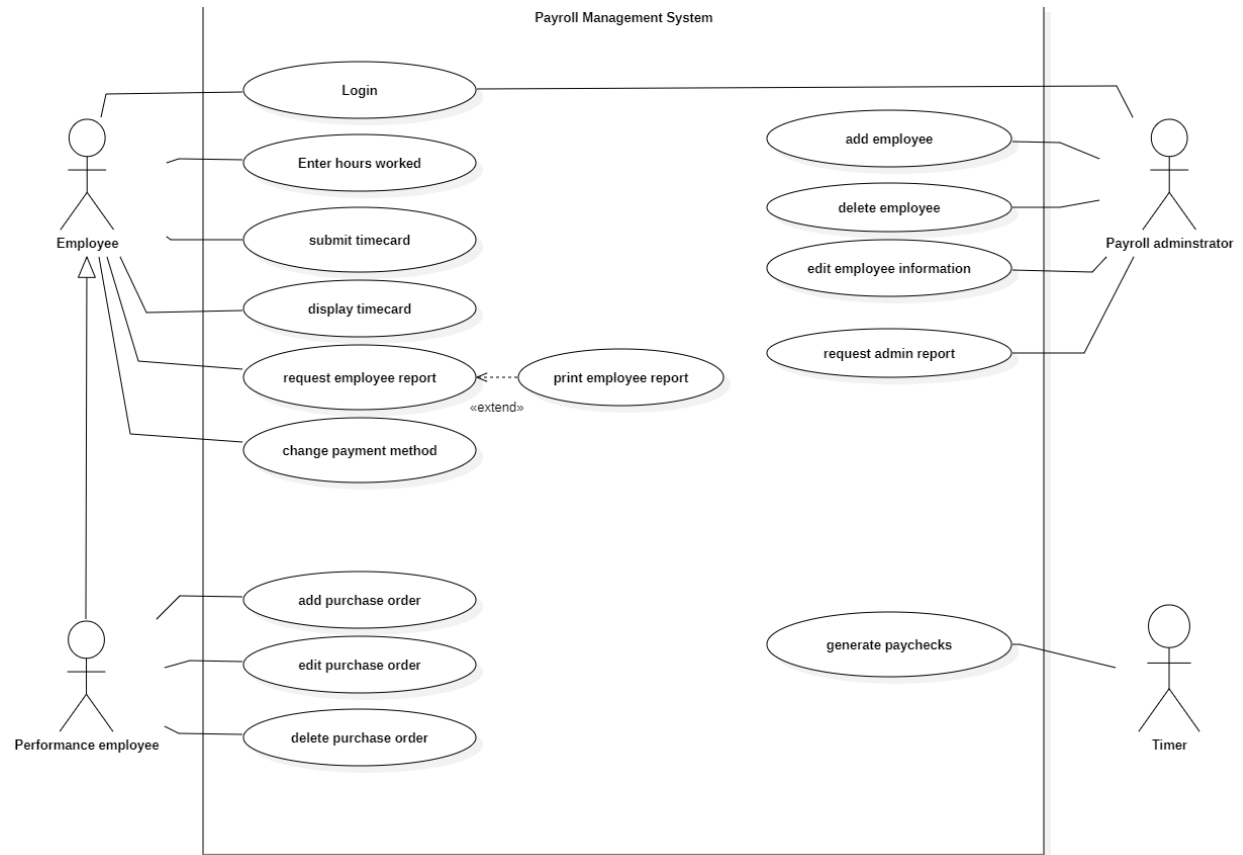 Payroll Management System
Login
add employee
Enter hours worked
delete employee
submit timecard
Employee
Payroll adminstrator
edit employee information
display timecard
request admin report
request employee report
print employee report
«extend»
change payment method
add purchase order
generate paychecks
edit purchase order
delete purchase order
Performance employee
Timer